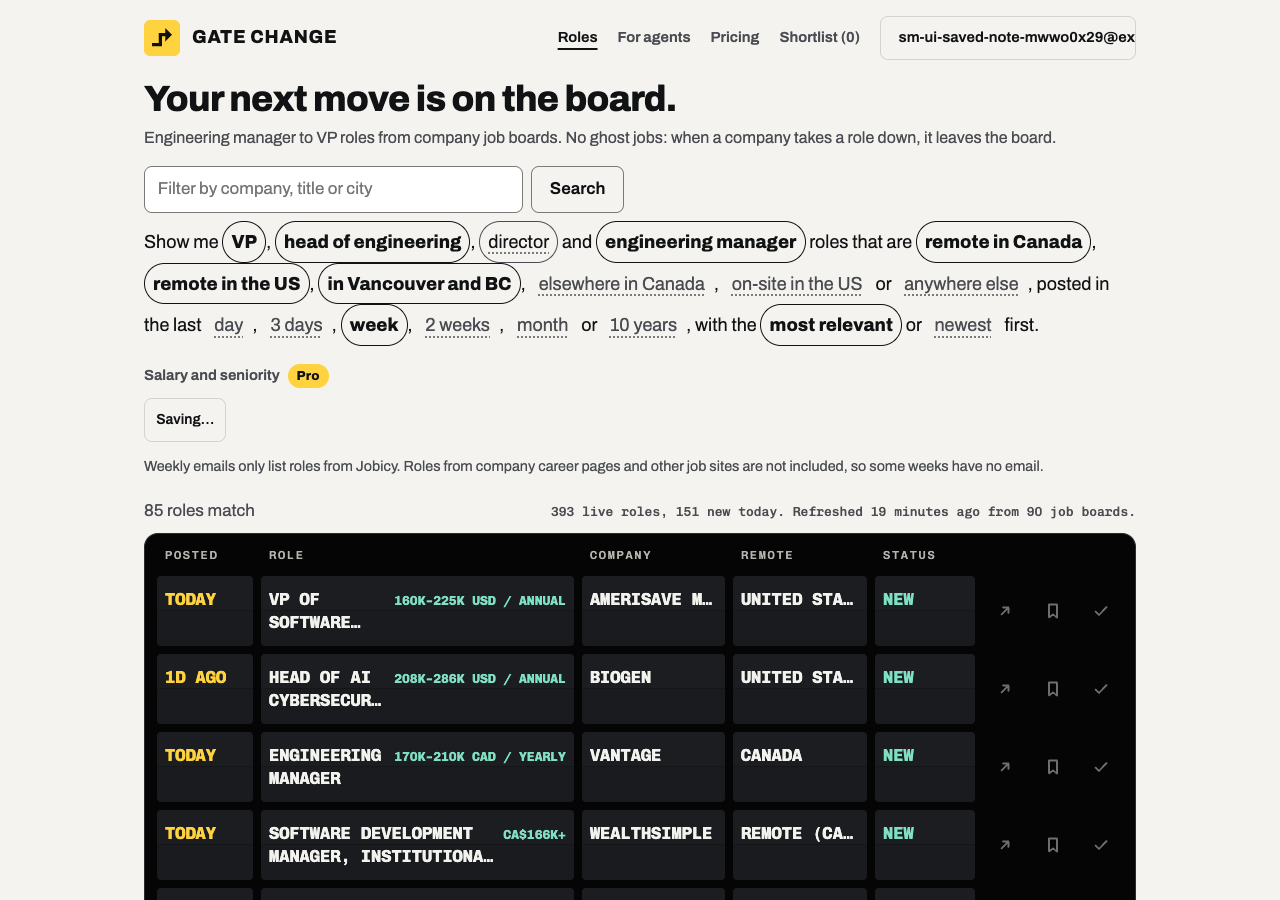 GATE CHANGE
Roles
For agents
Pricing
Shortlist (0)
sm-ui-saved-note-mwwo0x29@ex
Your next move is on the board.
Engineering manager to VP roles from company job boards. No ghost jobs: when a company takes a role down, it leaves the board.
Filter by company, title or city
Search
Show me VP, head of engineering, director and engineering manager roles that are remote in Canada,
remote in the US, in Vancouver and BC, elsewhere in Canada, on-site in the US or anywhere else, posted in
the last day, 3 days, week, 2 weeks, month or 10 years, with the most relevant or newest first.
Salary and seniority Pro
Saving…
Weekly emails only list roles from Jobicy. Roles from company career pages and other job sites are not included, so some weeks have no email.
85 roles match
393 live roles, 151 new today. Refreshed 19 minutes ago from 90 job boards.
POSTED ROLE COMPANY REMOTE STATUS
TODAY VP OF 160K-225K USD / ANNUAL AMERISAVE M… UNITED STA… NEW
SOFTWARE…
1D AGO HEAD OF AI 208K-286K USD / ANNUAL BIOGEN UNITED STA… NEW
CYBERSECUR…
TODAY ENGINEERING 170K-210K CAD / YEARLY VANTAGE CANADA NEW
MANAGER
TODAY SOFTWARE DEVELOPMENT CA$166K+ WEALTHSIMPLE REMOTE (CA… NEW
MANAGER, INSTITUTIONA…